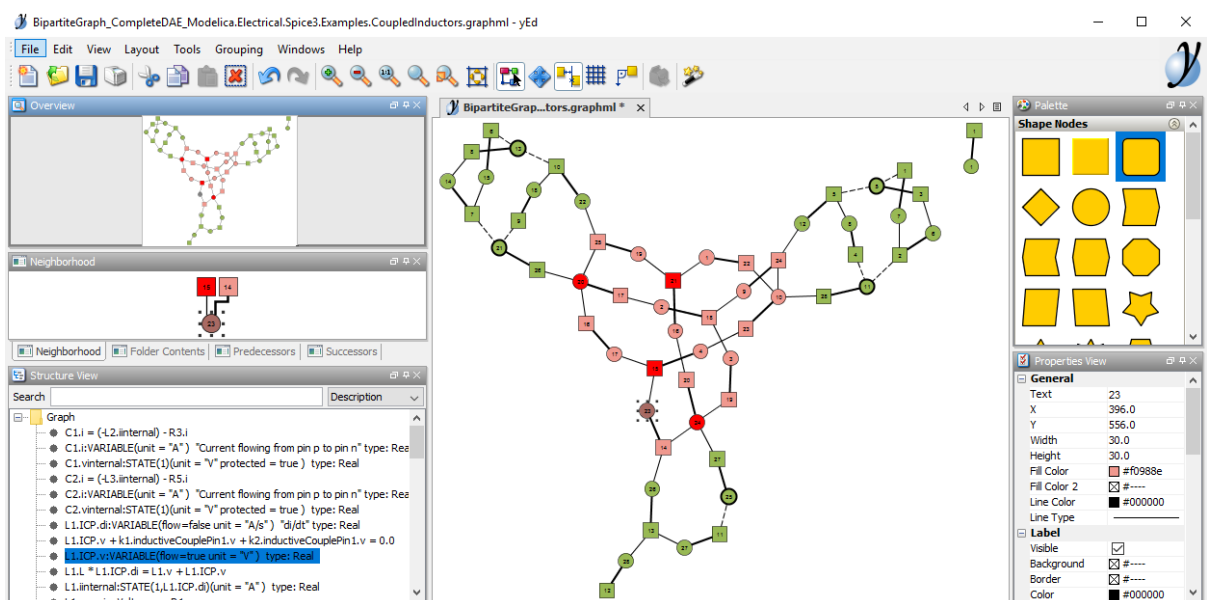 BipartiteGraph_CompleteDAE_Modelica.Electrical.Spice3.Examples.CoupledInductors.graphml - yEd
File Edit View Layout Tools Grouping Windows Help
Overview
Neighborhood
15 14
23
Neighborhood Folder Contents Predecessors Successors
Structure View
Search Description
Graph
C1.i = (-L2.iinternal) - R3.i
C1.i:VARIABLE(unit = "A" ) "Current flowing from pin p to pin n" type: Rea
C1.vinternal:STATE(1)(unit = "V" protected = true ) type: Real
C2.i = (-L3.iinternal) - R5.i
C2.i:VARIABLE(unit = "A" ) "Current flowing from pin p to pin n" type: Rea
C2.vinternal:STATE(1)(unit = "V" protected = true ) type: Real
L1.ICP.di:VARIABLE(flow=false unit = "A/s" ) "di/dt" type: Real
L1.ICP.v + k1.inductiveCouplePin1.v + k2.inductiveCouplePin1.v = 0.0
L1.ICP.v:VARIABLE(flow=true unit = "V" ) type: Real
L1.L * L1.ICP.di = L1.v + L1.ICP.v
L1.iinternal:STATE(1,L1.ICP.di)(unit = "A" ) type: Real
BipartiteGrap...tors.graphml *
Palette
Shape Nodes
Properties View
General
Text 23
X 396.0
Y 556.0
Width 30.0
Height 30.0
Fill Color #f0988e
Fill Color 2 #----
Line Color #000000
Line Type
Label
Visible
Background #----
Border #----
Color #000000